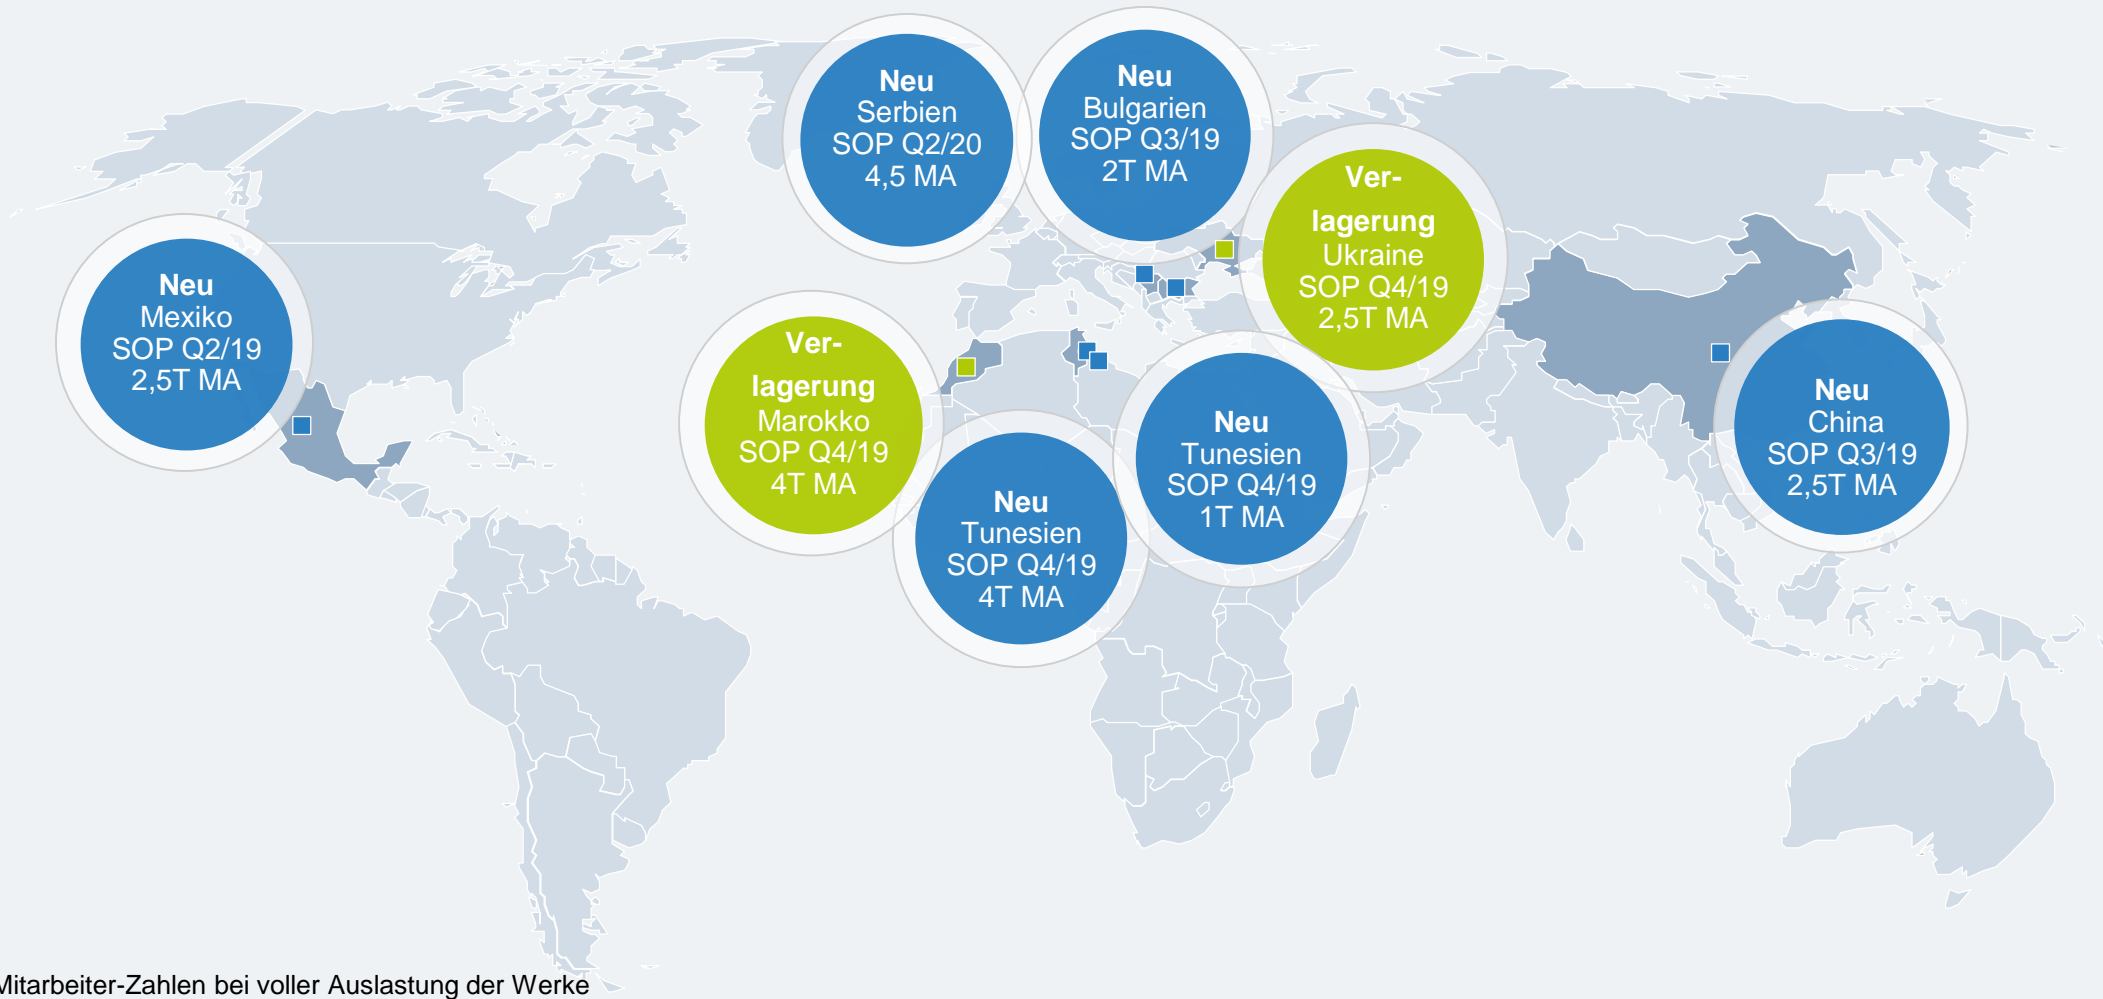 Neu
Serbien
SOP Q2/20
4,5 MA
Neu
Bulgarien
SOP Q3/19
2T MA
Ver-
lagerung
Ukraine
SOP Q4/19
2,5T MA
Neu
Mexiko
SOP Q2/19
2,5T MA
Ver-
lagerung
Marokko
SOP Q4/19
4T MA
Neu
Tunesien
SOP Q4/19
1T MA
Neu
China
SOP Q3/19
2,5T MA
Neu
Tunesien
SOP Q4/19
4T MA
Mitarbeiter-Zahlen bei voller Auslastung der Werke